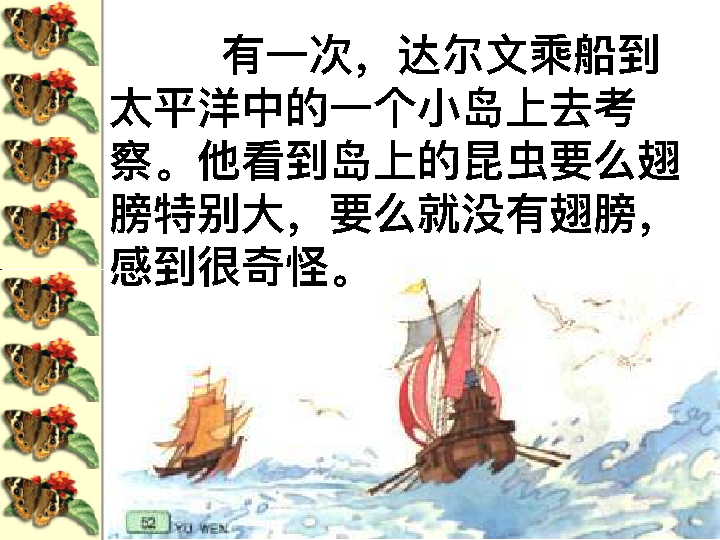 有一次，达尔文乘船到
太平洋中的一个小岛上去考
察。他看到岛上的昆虫要么翅
膀特别大，要么就没有翅膀，
感到很奇怪。
52 YU WEN